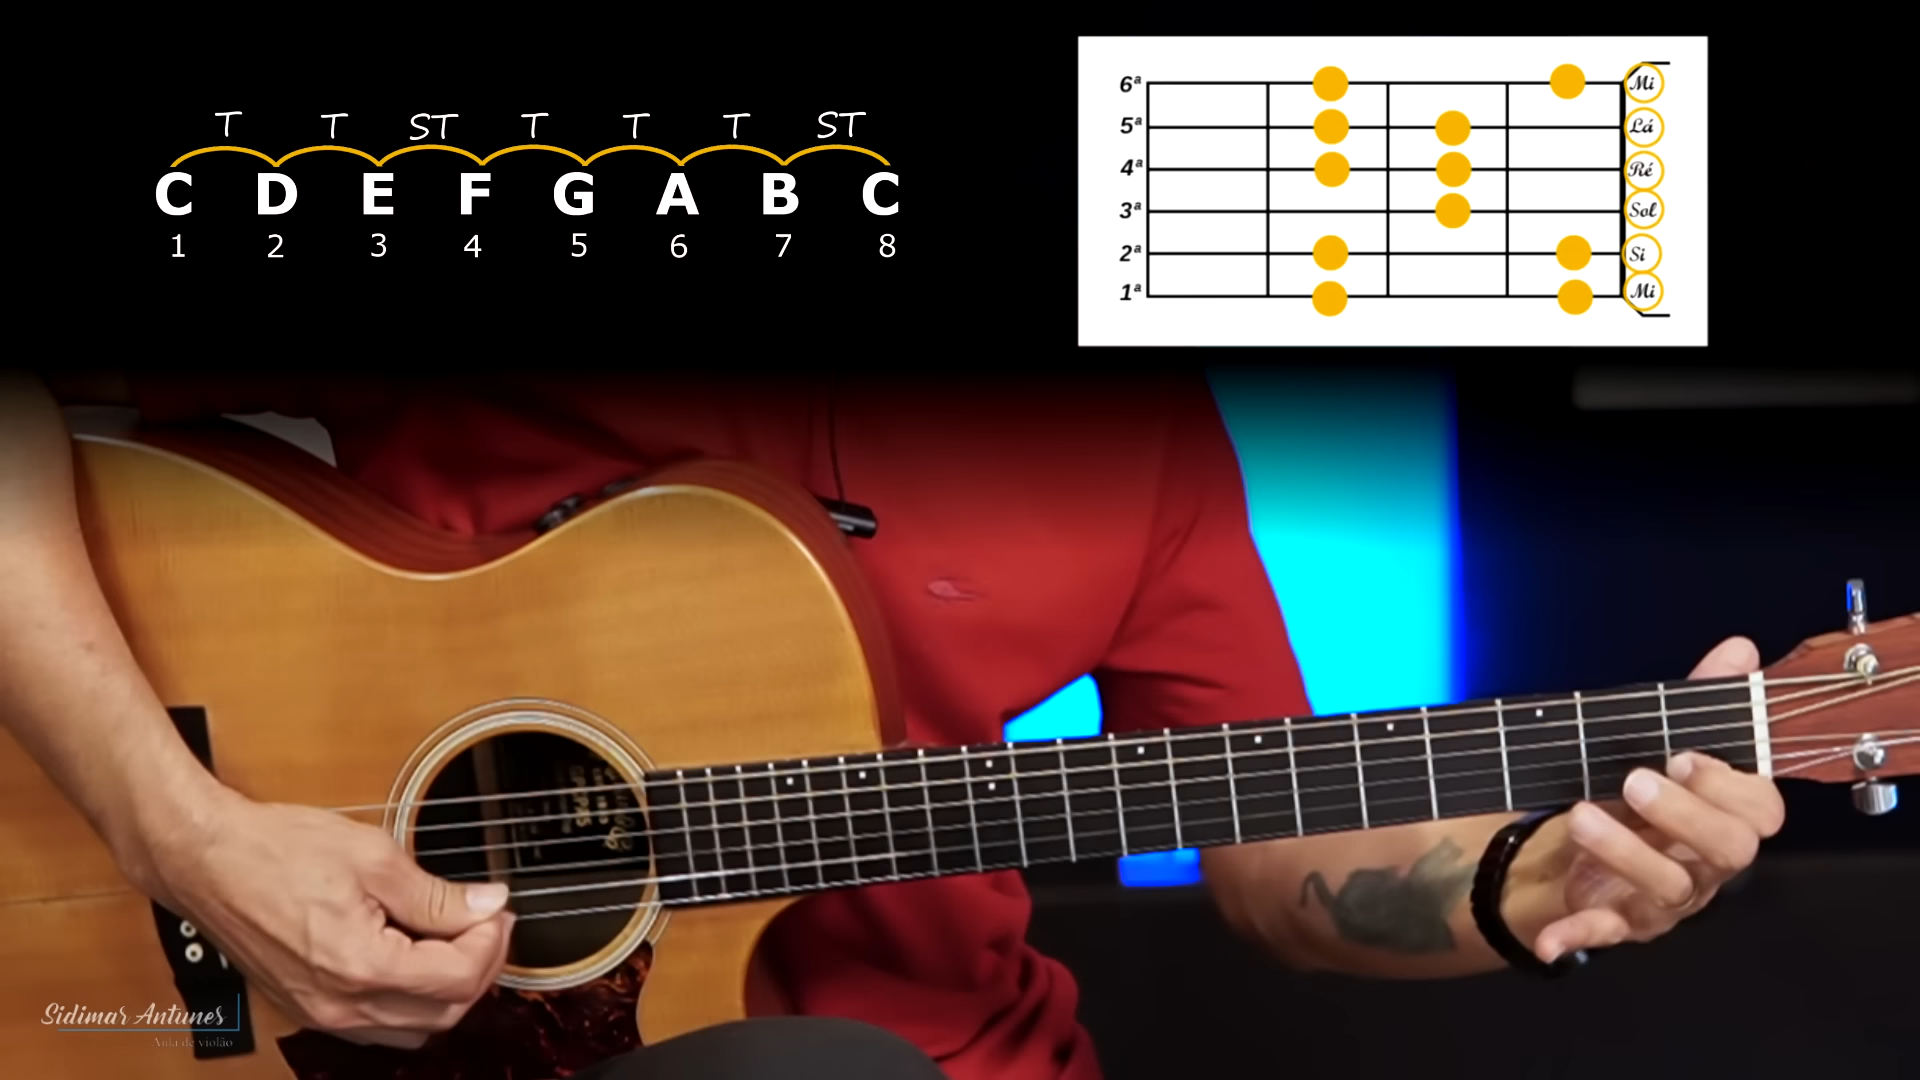 T T ST T T T ST
C D E F G A B C
1 2 3 4 5 6 7 8
6ª Mi
5ª Lá
4ª Ré
3ª Sol
2ª Si
1ª Mi
Sidimar Antunes
Aula de violão